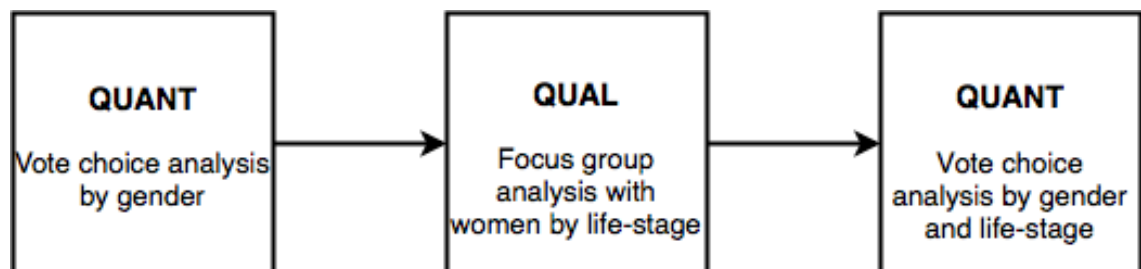 QUANT
Vote choice analysis
by gender
QUAL
Focus group
analysis with
women by life-stage
QUANT
Vote choice
analysis by gender
and life-stage